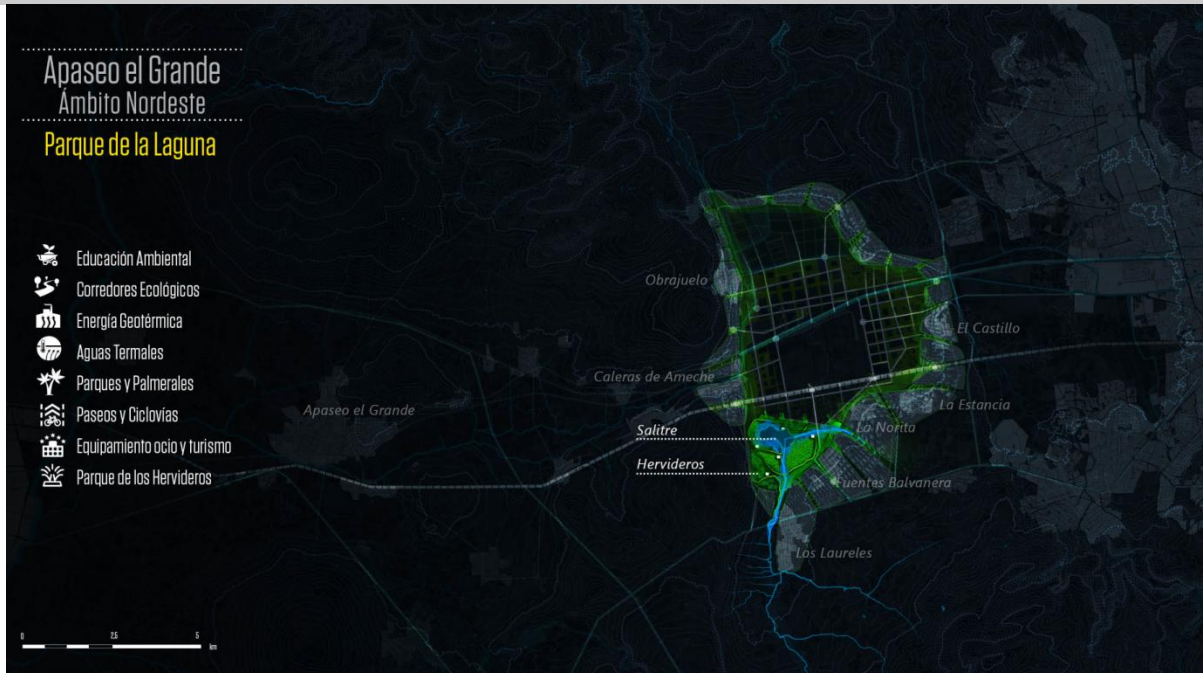 Apaseo el Grande
Ámbito Nordeste
Parque de la Laguna
Educación Ambiental
Corredores Ecológicos
Energía Geotérmica
Aguas Termales
Parques y Palmerales
Paseos y Ciclovías
Equipamiento ocio y turismo
Parque de los Hervideros
Obrajuelo
El Castillo
Caleras de Ameche
Apaseo el Grande
La Estancia
Salitre
La Norita
Hervideros
Fuentes Balvanera
Los Laureles
0 2.5 5
km